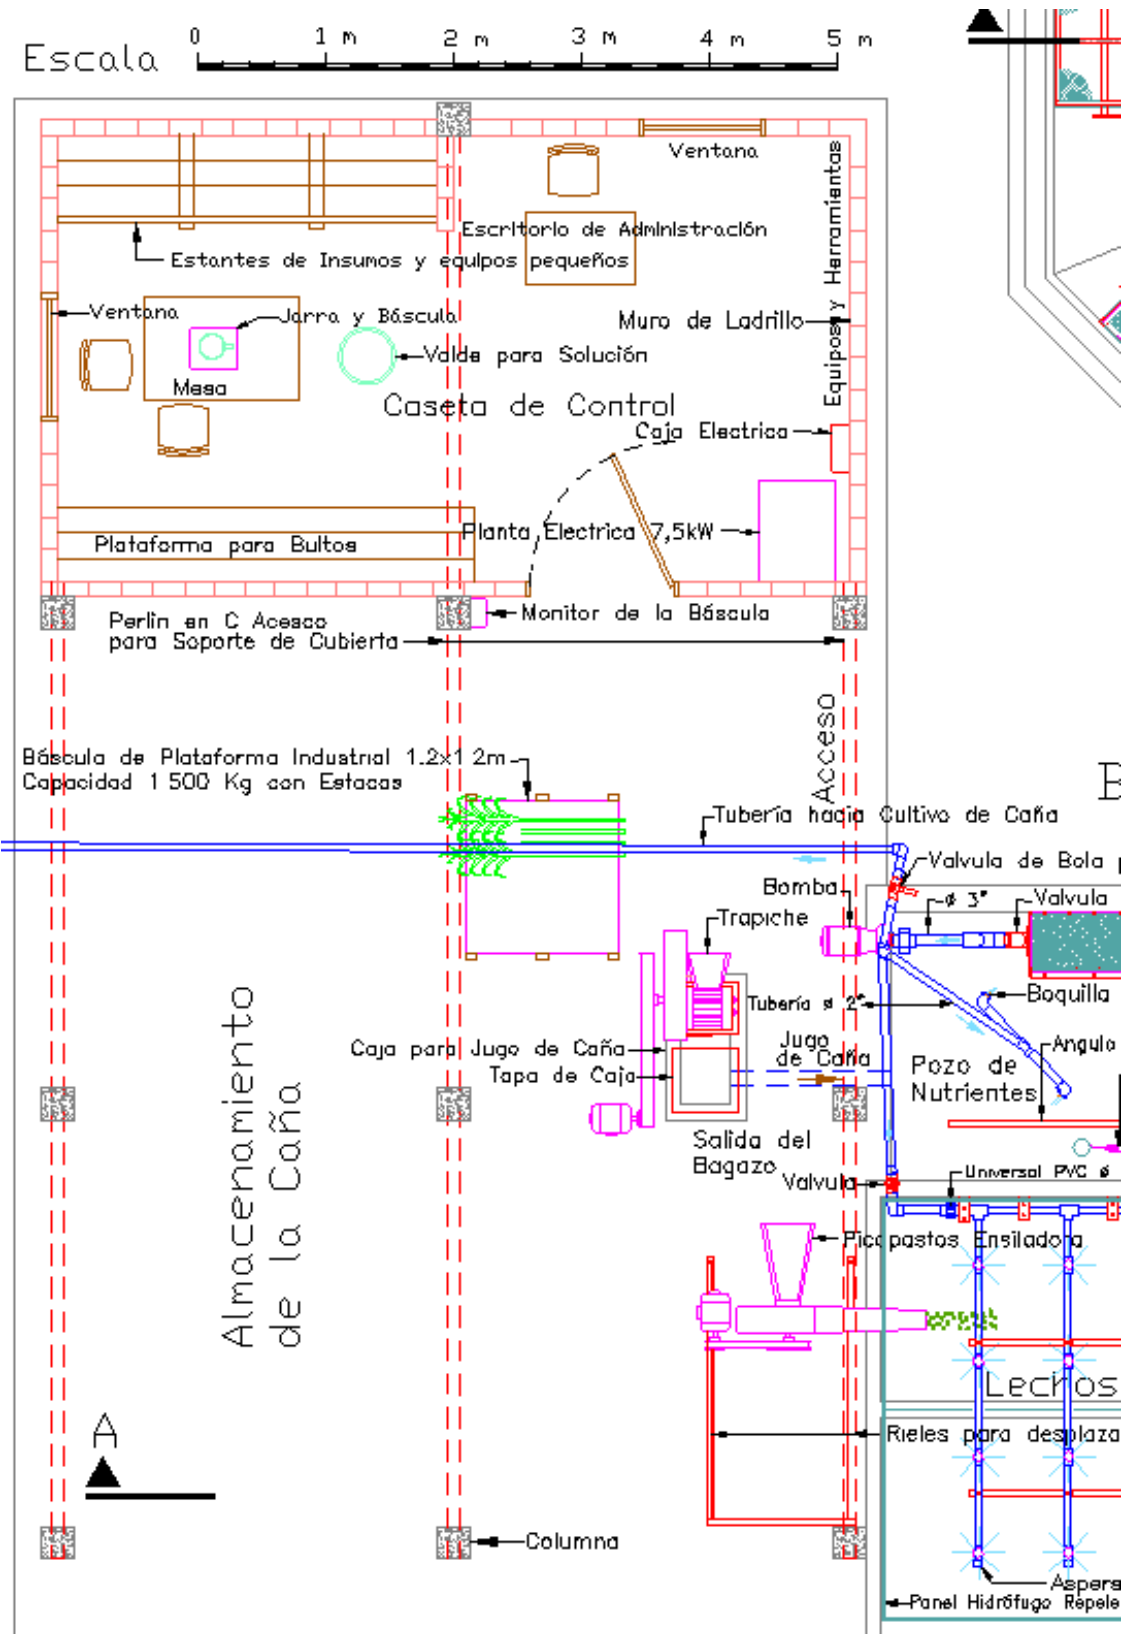 Escala
0 1 m 2 m 3 m 4 m 5 m
Ventana
Equipos y Herramientas
Escritorio de Administración
Estantes de Insumos y equipos pequeños
Ventana
Jarra y Báscula
Muro de Ladrillo
Valde para Solución
Mesa
Caseta de Control
Caja Electrica
Planta Electrica 7,5kW
Plataforma para Bultos
Monitor de la Báscula
Perlin en C Acesco
para Soporte de Cubierta
Acceso
Báscula de Plataforma Industrial 1.2x1 2m
Capacidad 1 500 Kg con Estacas
B
Tubería hacia Cultivo de Caña
Valvula de Bola p
Bomba
ø 3"
Valvula
Trapiche
Tubería ø 2"
Boquilla
Almacenamiento
de la Caña
Caja para Jugo de Caña
Tapa de Caja
Jugo
de Caña
Angulo
Pozo de
Nutrientes
Salida del
Bagazo
Valvula
Universal PVC ø
Picapastos Ensiladora
Lechos
A
Rieles para desplaza
Columna
Aspers
Panel Hidrófugo Repele